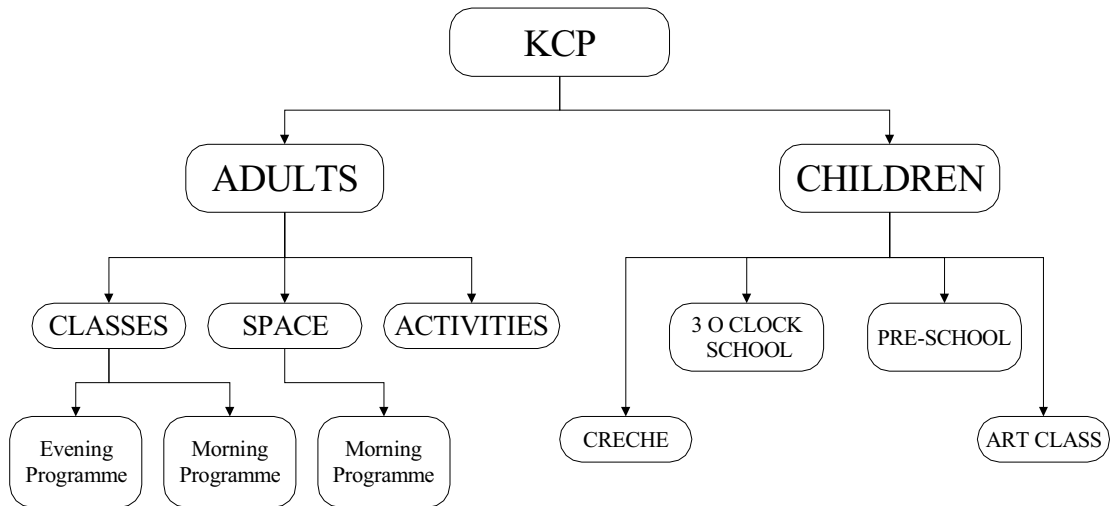 KCP
ADULTS
CHILDREN
CLASSES
SPACE
ACTIVITIES
3 O CLOCK
SCHOOL
PRE-SCHOOL
Evening
Programme
Morning
Programme
Morning
Programme
CRECHE
ART CLASS